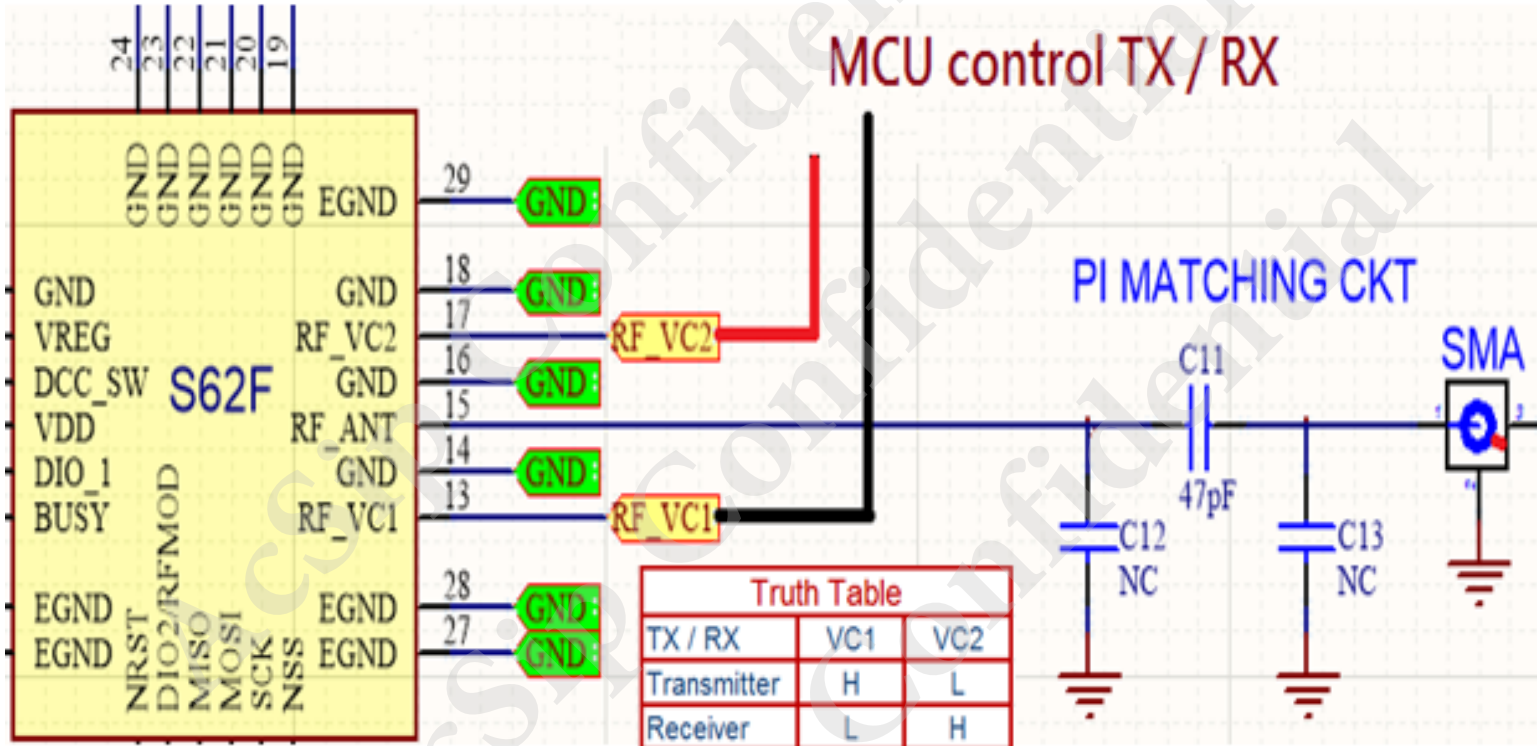 MCU control TX / RX
24
23
22
21
20
19
GND
GND
GND
GND
GND
GND
EGND
29
GND
GND
VREG
DCC_SW
VDD
DIO_1
BUSY
EGND
EGND
S62F
GND
18
GND
RF_VC2
17
RF_VC2
GND
16
GND
RF_ANT
15
GND
14
GND
RF_VC1
13
RF_VC1
EGND
28
GND
EGND
27
GND
NRST
DIO2/RFMOD
MISO
MOSI
SCK
NSS
PI MATCHING CKT
C11
47pF
C12
NC
C13
NC
SMA
1
Truth Table
TX / RX VC1 VC2
Transmitter H L
Receiver L H
AcSiP Confidential
AcSiP Confidential
Confidential